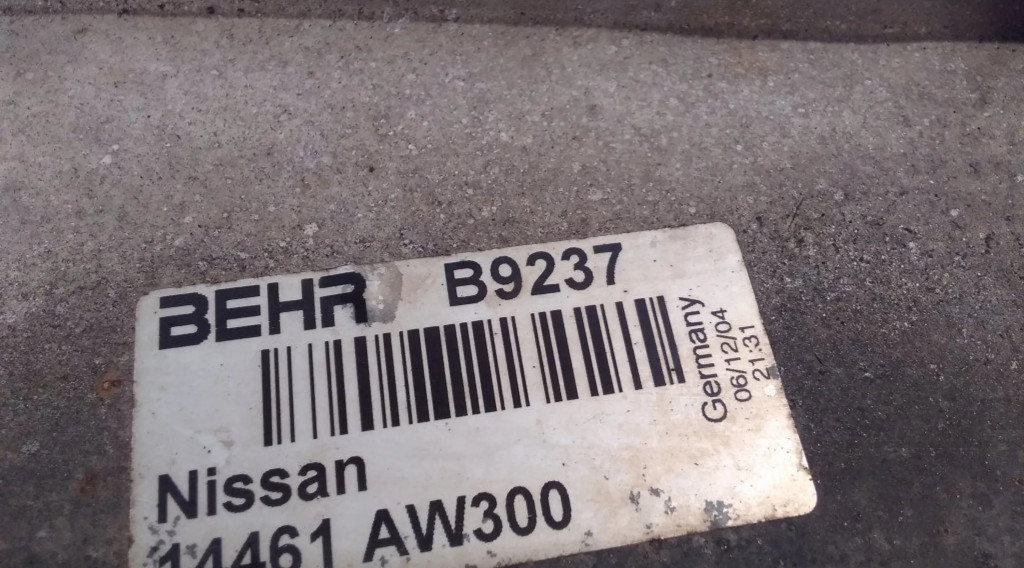 BEHR B9237
Germany
06/12/04
21:31
Nissan
14461 AW300